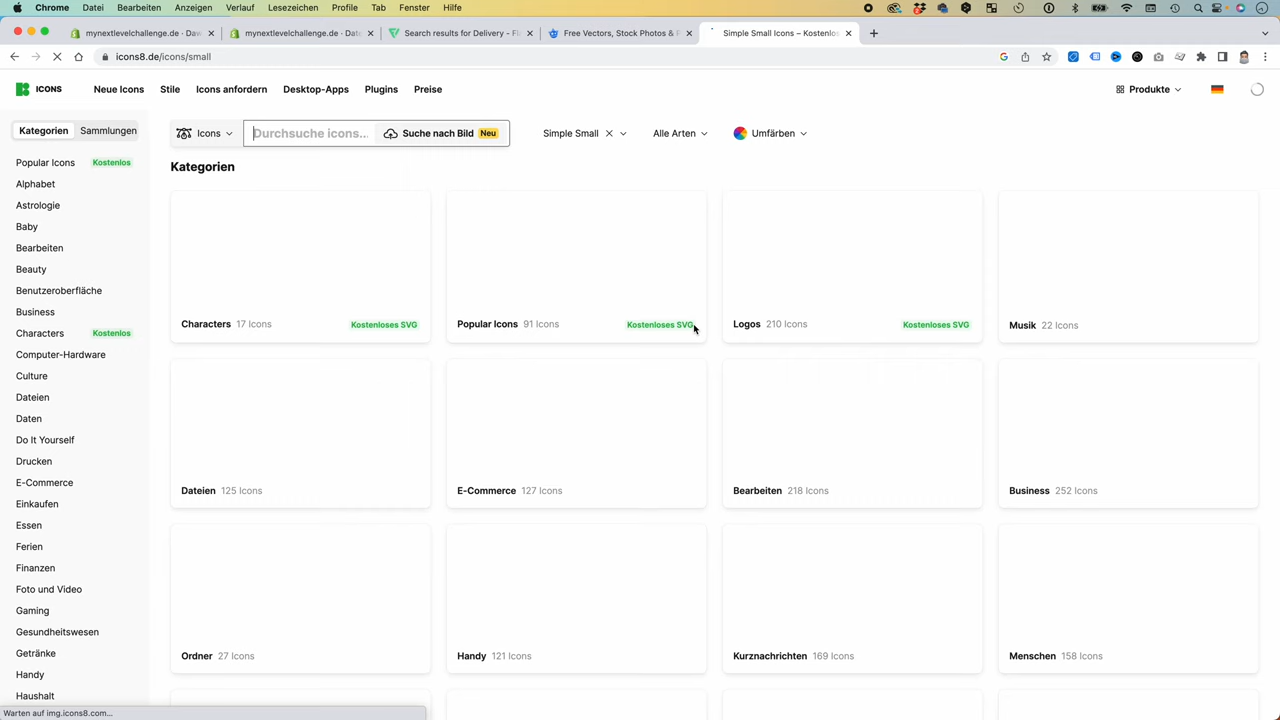 Chrome Datei Bearbeiten Anzeigen Verlauf Lesezeichen Profile Tab Fenster Hilfe
mynextlevelchallenge.de - Daw
mynextlevelchallenge.de - Date
Search results for Delivery - Fl
Free Vectors, Stock Photos & P
Simple Small Icons – Kostenlos
icons8.de/icons/small
ICONS Neue Icons Stile Icons anfordern Desktop-Apps Plugins Preise Produkte
Kategorien Sammlungen
Icons Durchsuche icons... Suche nach Bild Neu Simple Small Alle Arten Umfärben
Popular Icons Kostenlos
Alphabet
Astrologie
Baby
Bearbeiten
Beauty
Benutzeroberfläche
Business
Characters Kostenlos
Computer-Hardware
Culture
Dateien
Daten
Do It Yourself
Drucken
E-Commerce
Einkaufen
Essen
Ferien
Finanzen
Foto und Video
Gaming
Gesundheitswesen
Getränke
Handy
Haushalt
Kategorien
Characters 17 Icons Kostenloses SVG
Popular Icons 91 Icons Kostenloses SVG
Logos 210 Icons Kostenloses SVG
Musik 22 Icons
Dateien 125 Icons
E-Commerce 127 Icons
Bearbeiten 218 Icons
Business 252 Icons
Ordner 27 Icons
Handy 121 Icons
Kurznachrichten 169 Icons
Menschen 158 Icons
Warten auf img.icons8.com...